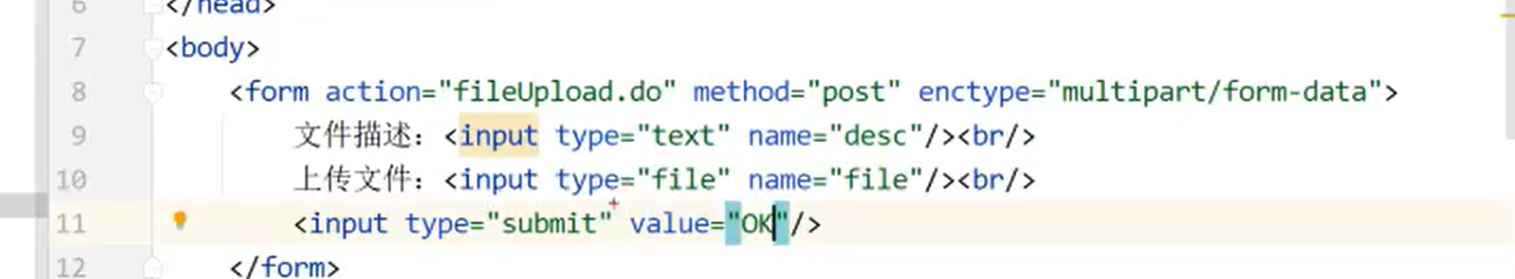 6 </head>
7 <body>
8 <form action="fileUpload.do" method="post" enctype="multipart/form-data">
9 文件描述：<input type="text" name="desc"/><br/>
10 上传文件：<input type="file" name="file"/><br/>
11 <input type="submit" value="OK"/>
12 </form>